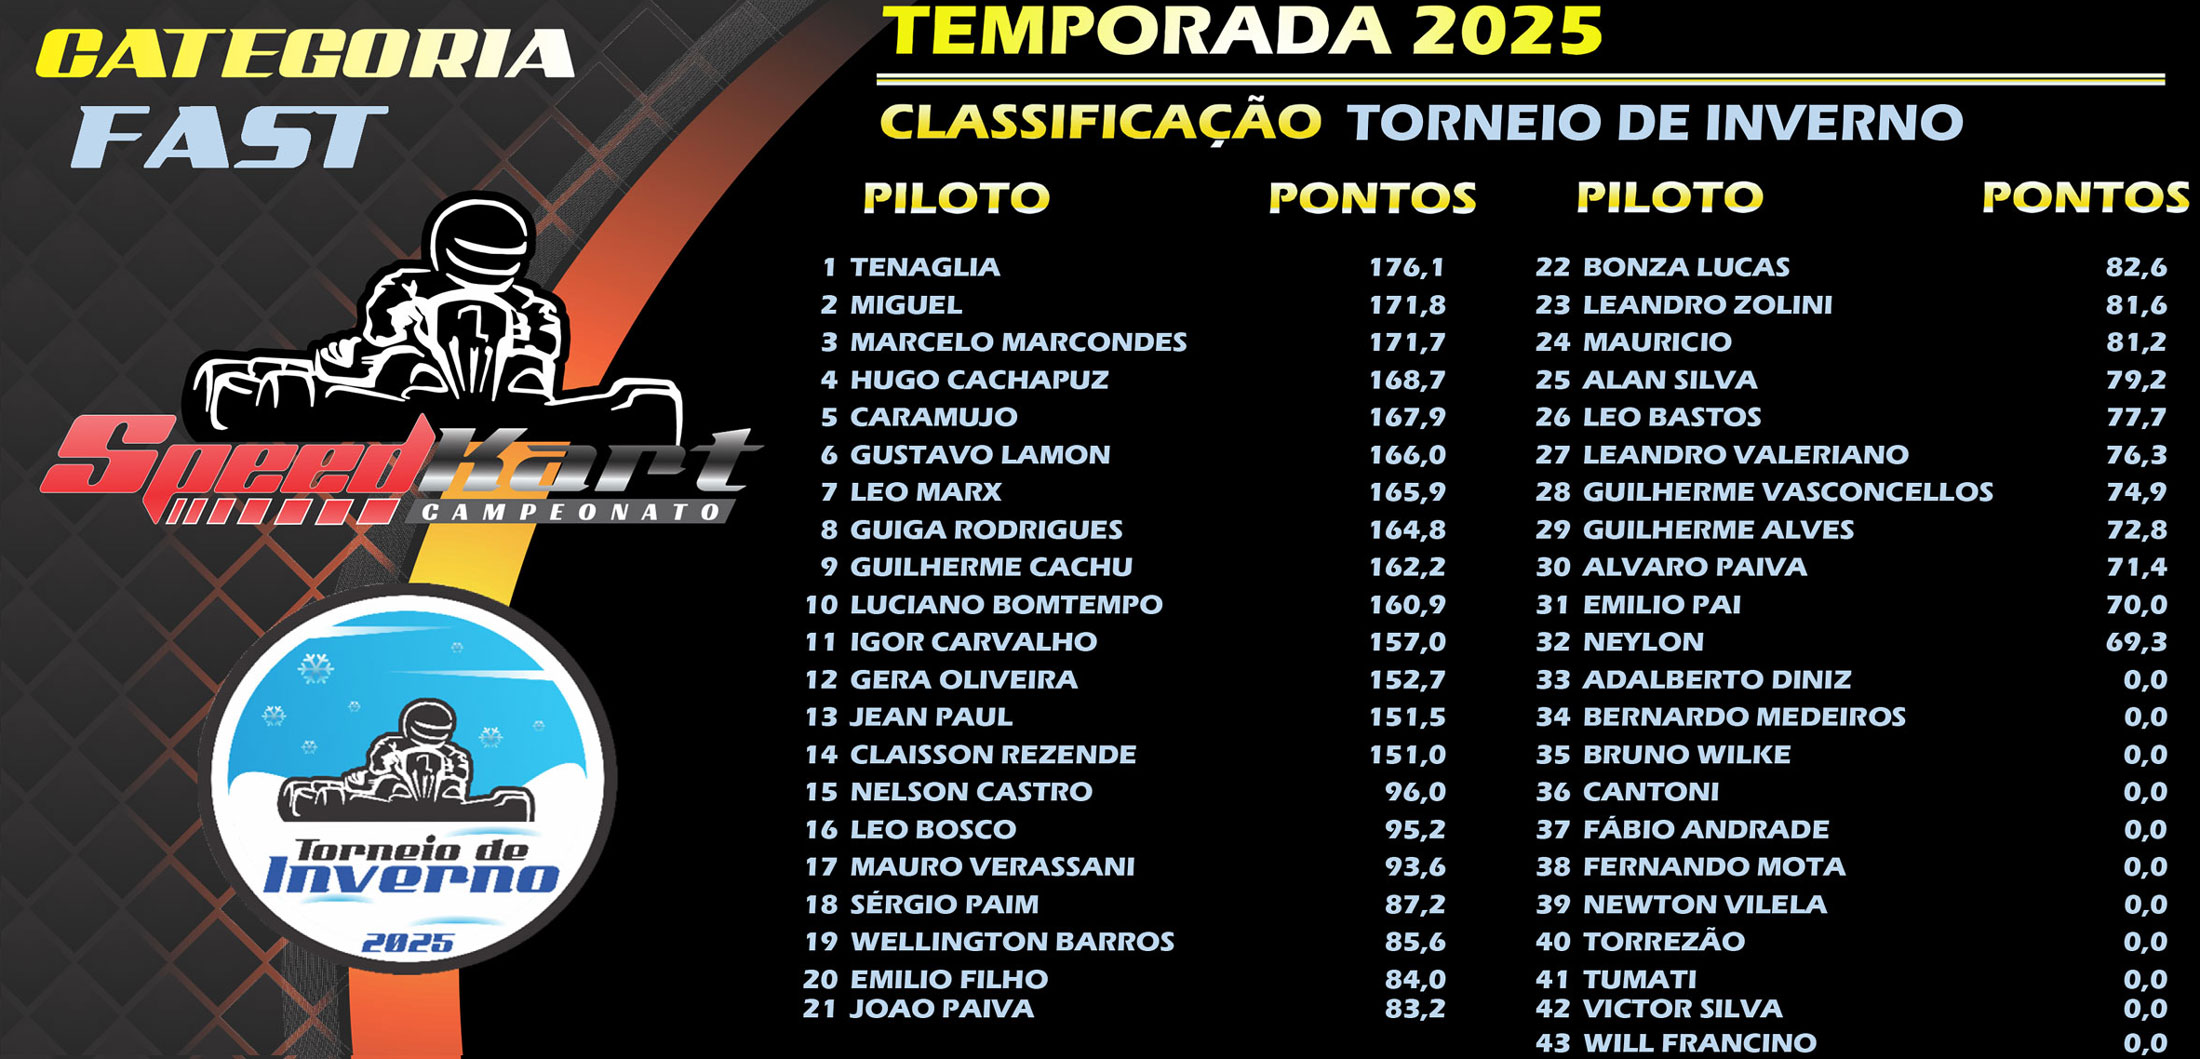 CATEGORIA
FAST
SpeedKart
CAMPEONATO
Torneio de
Inverno
2025
TEMPORADA 2025
CLASSIFICAÇÃO TORNEIO DE INVERNO
PILOTO PONTOS
1 TENAGLIA 176,1
2 MIGUEL 171,8
3 MARCELO MARCONDES 171,7
4 HUGO CACHAPUZ 168,7
5 CARAMUJO 167,9
6 GUSTAVO LAMON 166,0
7 LEO MARX 165,9
8 GUIGA RODRIGUES 164,8
9 GUILHERME CACHU 162,2
10 LUCIANO BOMTEMPO 160,9
11 IGOR CARVALHO 157,0
12 GERA OLIVEIRA 152,7
13 JEAN PAUL 151,5
14 CLAISSON REZENDE 151,0
15 NELSON CASTRO 96,0
16 LEO BOSCO 95,2
17 MAURO VERASSANI 93,6
18 SÉRGIO PAIM 87,2
19 WELLINGTON BARROS 85,6
20 EMILIO FILHO 84,0
21 JOAO PAIVA 83,2
PILOTO PONTOS
22 BONZA LUCAS 82,6
23 LEANDRO ZOLINI 81,6
24 MAURICIO 81,2
25 ALAN SILVA 79,2
26 LEO BASTOS 77,7
27 LEANDRO VALERIANO 76,3
28 GUILHERME VASCONCELLOS 74,9
29 GUILHERME ALVES 72,8
30 ALVARO PAIVA 71,4
31 EMILIO PAI 70,0
32 NEYLON 69,3
33 ADALBERTO DINIZ 0,0
34 BERNARDO MEDEIROS 0,0
35 BRUNO WILKE 0,0
36 CANTONI 0,0
37 FÁBIO ANDRADE 0,0
38 FERNANDO MOTA 0,0
39 NEWTON VILELA 0,0
40 TORREZÃO 0,0
41 TUMATI 0,0
42 VICTOR SILVA 0,0
43 WILL FRANCINO 0,0